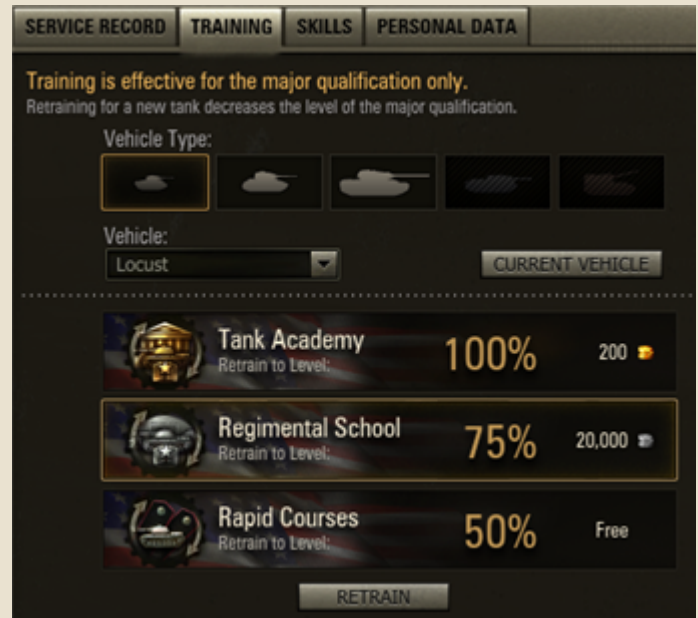 SERVICE RECORD TRAINING SKILLS PERSONAL DATA
Training is effective for the major qualification only.
Retraining for a new tank decreases the level of the major qualification.
Vehicle Type:
Vehicle:
Locust CURRENT VEHICLE
Tank Academy 100% 200
Retrain to Level:
Regimental School 75% 20,000
Retrain to Level:
Rapid Courses 50% Free
Retrain to Level:
RETRAIN